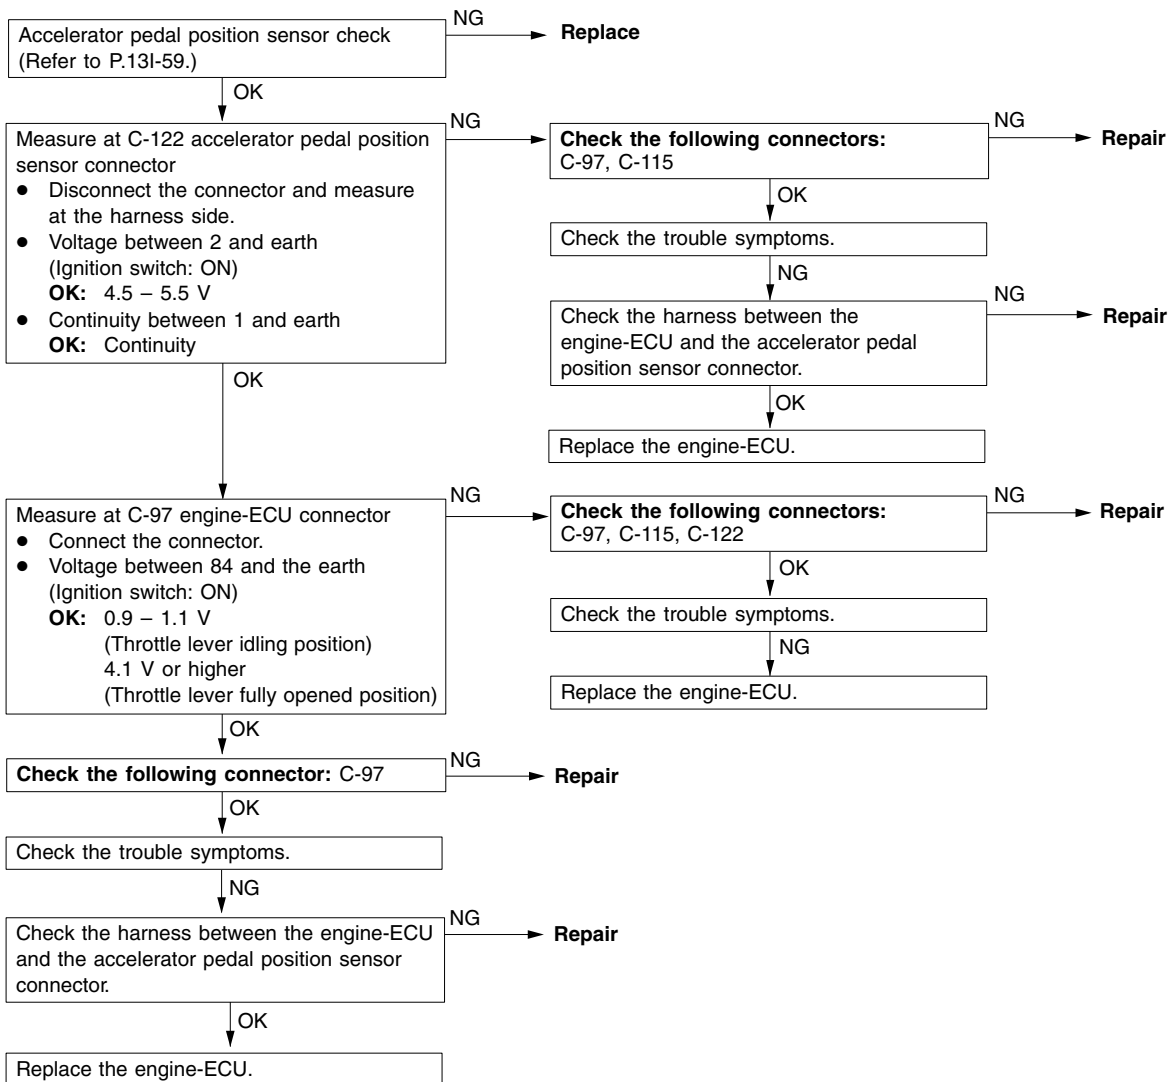 Accelerator pedal position sensor check
(Refer to P.13I-59.)
NG
Replace
OK
Measure at C-122 accelerator pedal position
sensor connector
● Disconnect the connector and measure
at the harness side.
● Voltage between 2 and earth
(Ignition switch: ON)
OK: 4.5 – 5.5 V
● Continuity between 1 and earth
OK: Continuity
NG
Check the following connectors:
C-97, C-115
NG
Repair
OK
Check the trouble symptoms.
NG
Check the harness between the
engine-ECU and the accelerator pedal
position sensor connector.
NG
Repair
OK
Replace the engine-ECU.
OK
Measure at C-97 engine-ECU connector
● Connect the connector.
● Voltage between 84 and the earth
(Ignition switch: ON)
OK: 0.9 – 1.1 V
(Throttle lever idling position)
4.1 V or higher
(Throttle lever fully opened position)
NG
Check the following connectors:
C-97, C-115, C-122
NG
Repair
OK
Check the trouble symptoms.
NG
Replace the engine-ECU.
OK
Check the following connector: C-97
NG
Repair
OK
Check the trouble symptoms.
NG
Check the harness between the engine-ECU
and the accelerator pedal position sensor
connector.
NG
Repair
OK
Replace the engine-ECU.